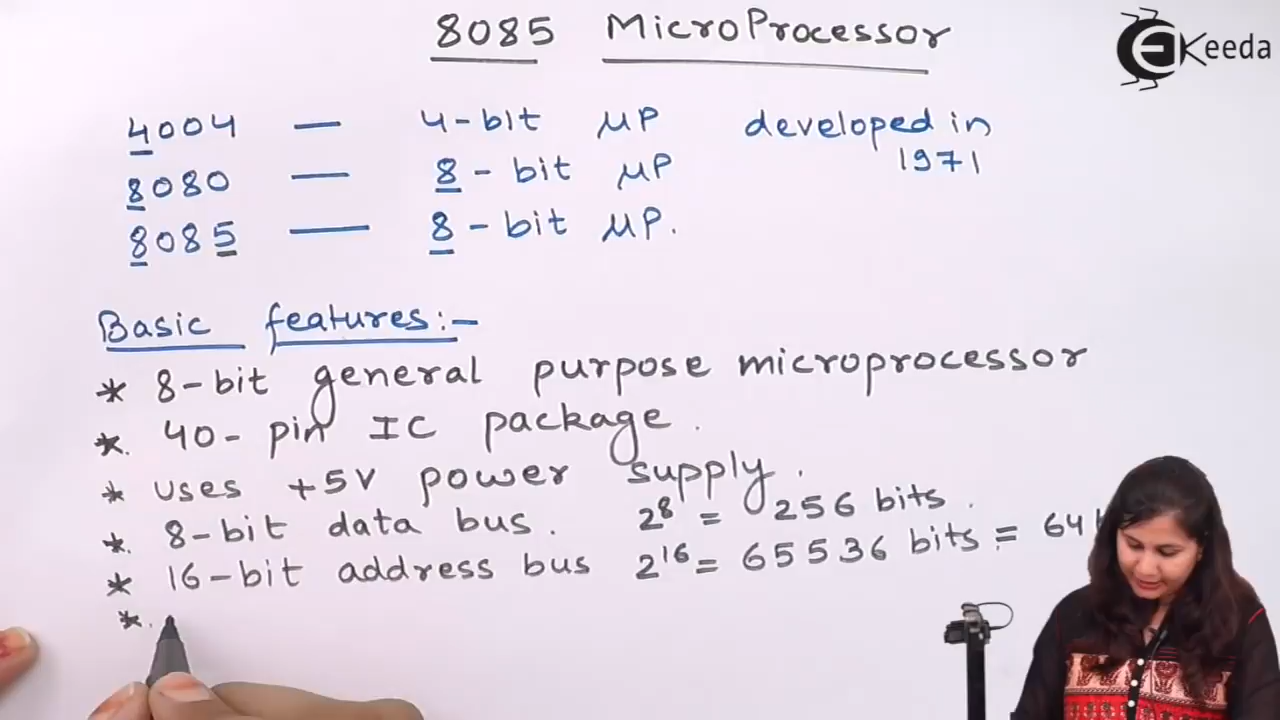 8085 MicroProcessor
EKeeda
4004 — 4-bit μP developed in
1971
8080 — 8-bit μP
8085 — 8-bit μP.
Basic features:-
* 8-bit general purpose microprocessor
*. 40-pin IC package.
* uses +5V power supply.
*. 8-bit data bus. 2⁸ = 256 bits.
* 16-bit address bus 2¹⁶ = 65536 bits = 64
*.